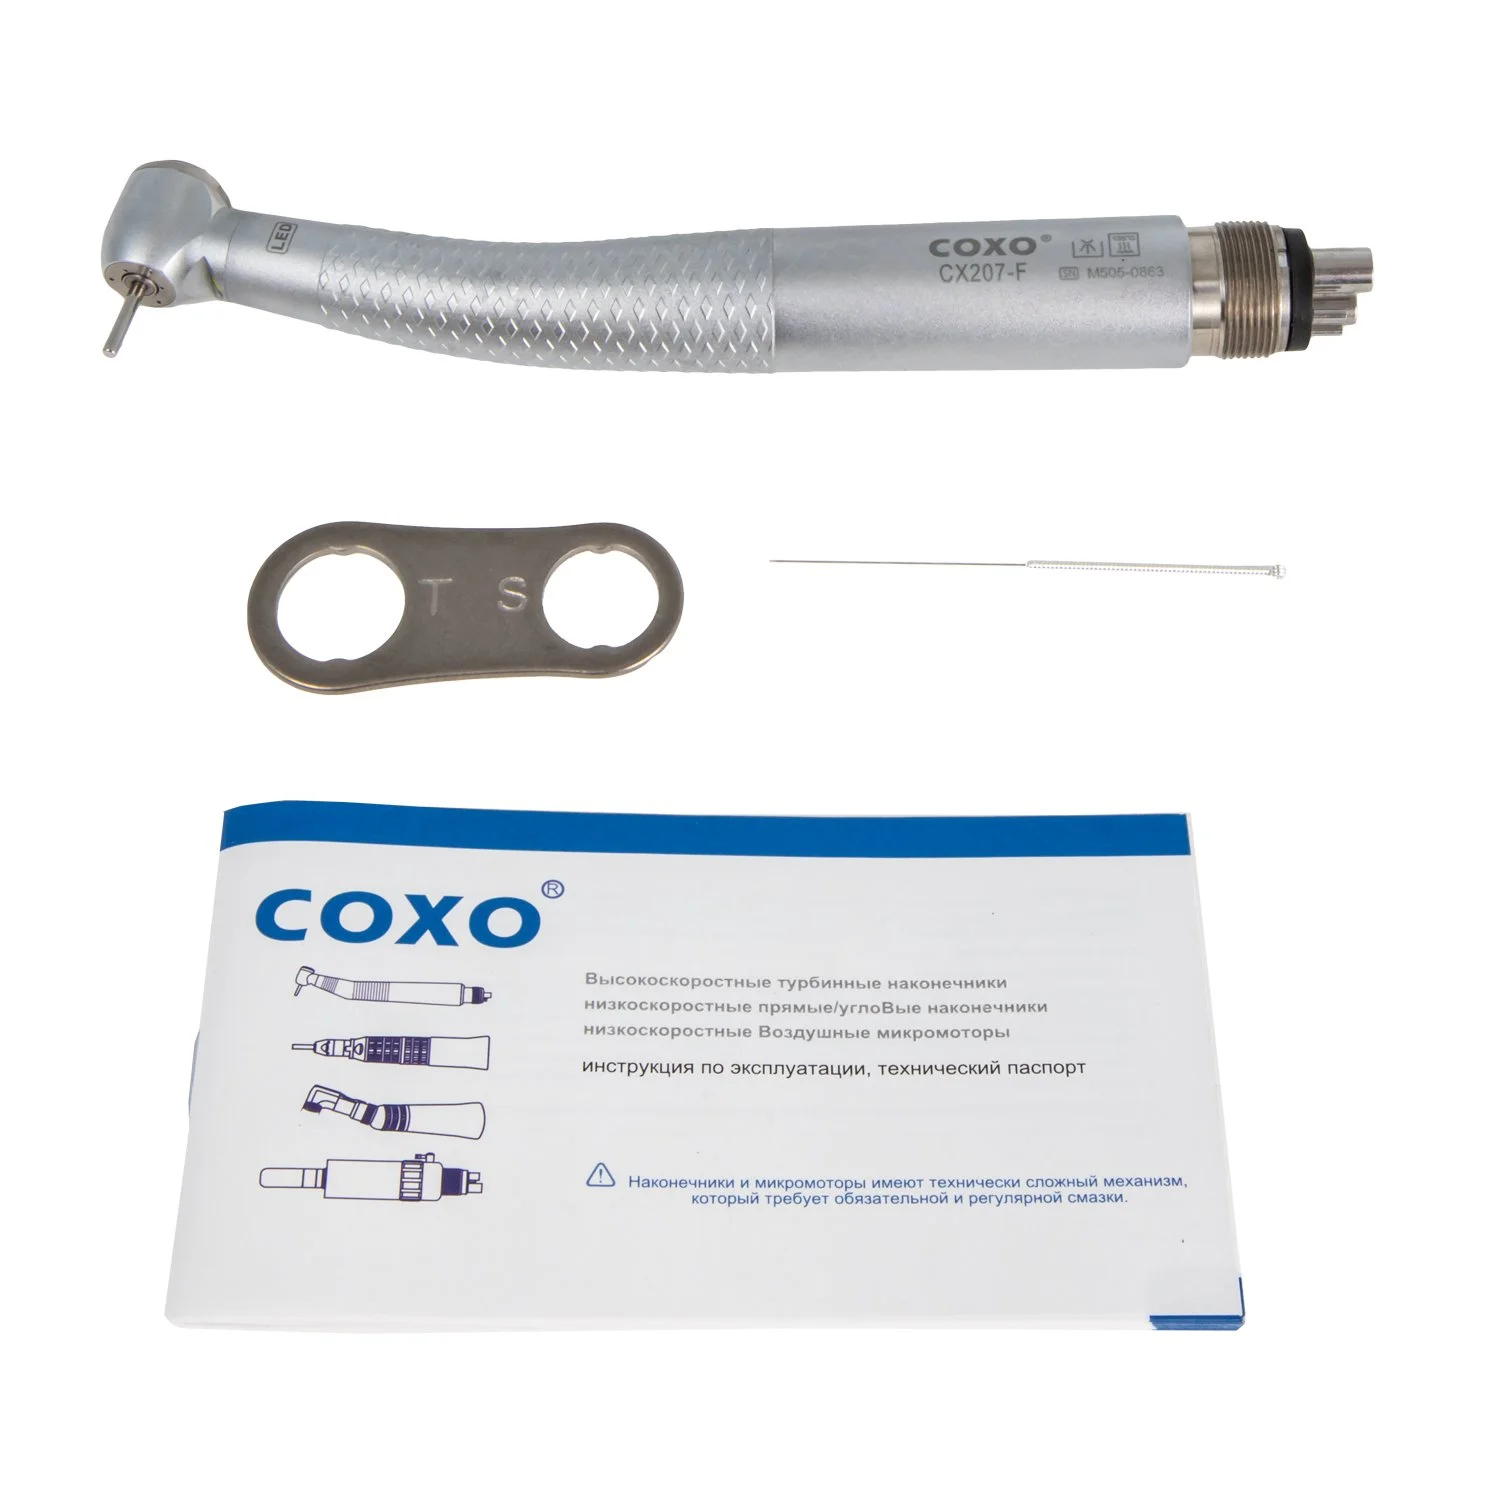 LED
COXO®
CX207-F
SN M505-0863
T S
COXO®
Высокоскоростные турбинные наконечники
низкоскоростные прямые/углоВые наконечники
низкоскоростные Воздушные микромоторы
инструкция по эксплуатации, технический паспорт
Наконечники и микромоторы имеют технически сложный механизм,
который требует обязательной и регулярной смазки.